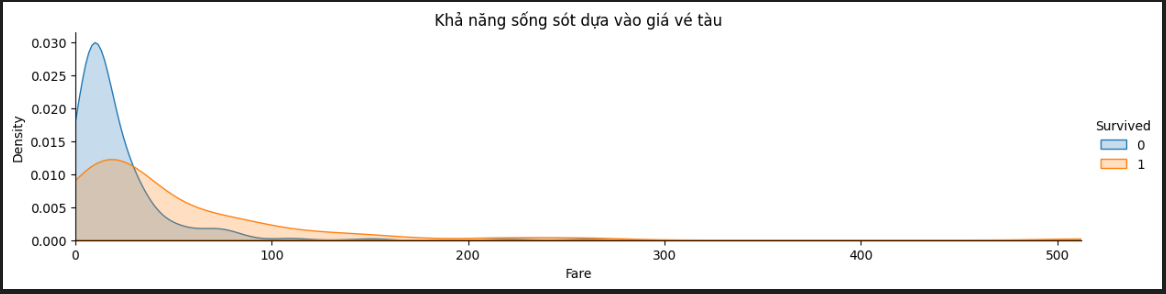 Khả năng sống sót dựa vào giá vé tàu
0.030
0.025
0.020
0.015
0.010
0.005
0.000
Density
0 100 200 300 400 500
Fare
Survived
0
1